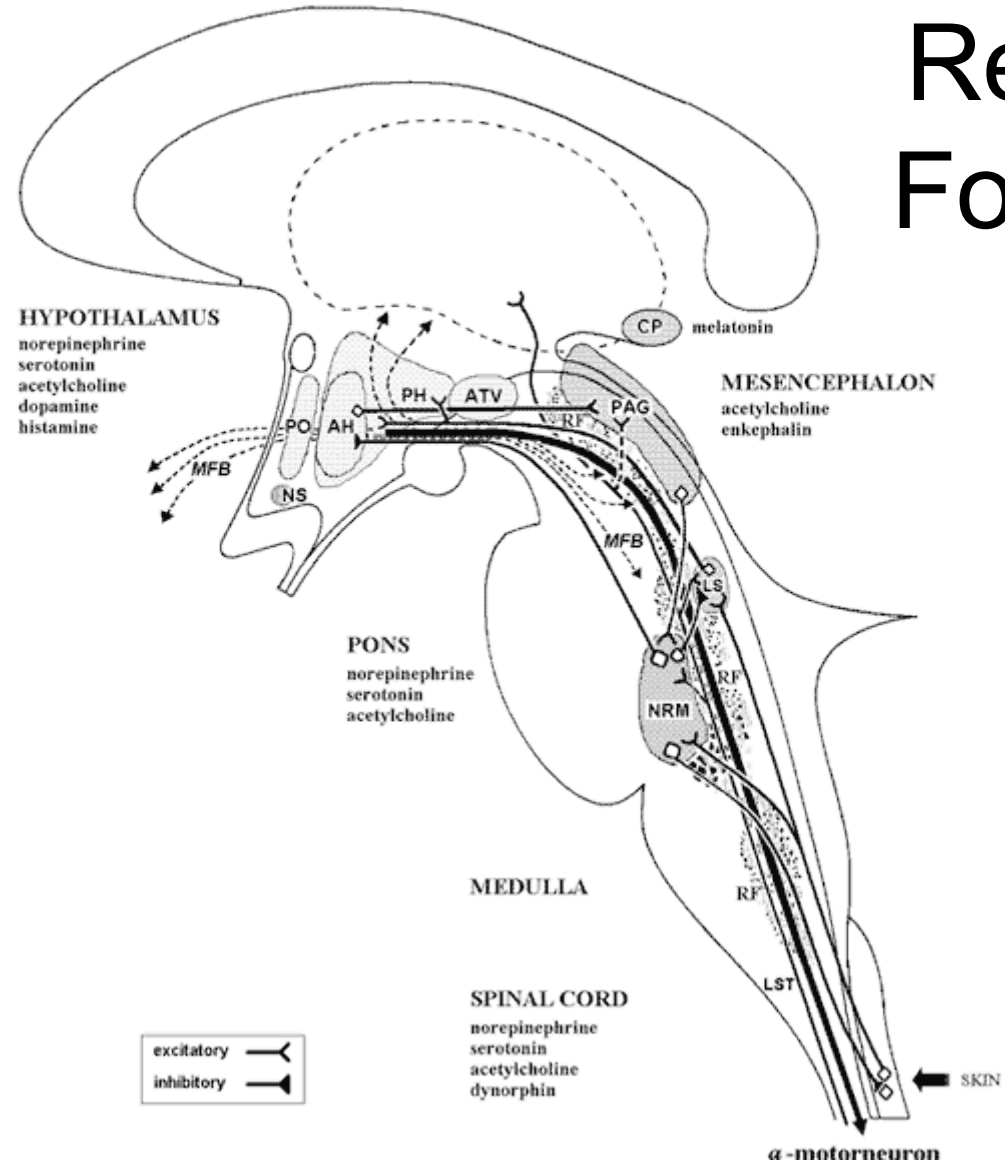 Re
Fo
HYPOTHALAMUS
norepinephrine
serotonin
acetylcholine
dopamine
histamine
CP
melatonin
MESENCEPHALON
acetylcholine
enkephalin
PH
ATV
PAG
RF
PO
AH
MFB
NS
MFB
LS
PONS
norepinephrine
serotonin
acetylcholine
RF
NRM
MEDULLA
RF
LST
SPINAL CORD
norepinephrine
serotonin
acetylcholine
dynorphin
excitatory
inhibitory
SKIN
α-motorneuron